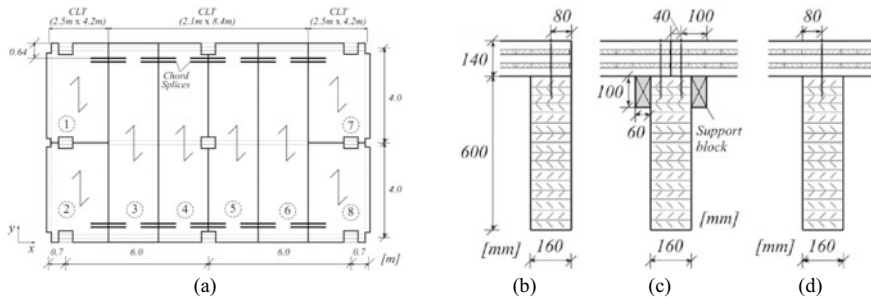 CLT CLT CLT
(2.5m x 4.2m) (2.1m x 8.4m) (2.5m x 4.2m)
0.64
Chord
Splices
4.0
1 7
4.0
2 3 4 5 6 8
y
x
0.7 6.0 6.0 0.7 [m]
(a)
80
140
600
[mm] 160
(b)
40 100
100
60
Support
block
[mm]
160
(c)
80
[mm] 160
(d)